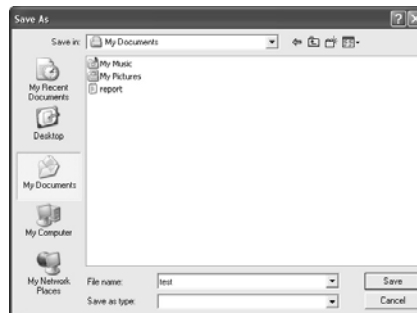 Save As
Save in: My Documents
My Recent
Documents
Desktop
My Documents
My Computer
My Network
Places
My Music
My Pictures
report
File name: test Save
Save as type: Cancel